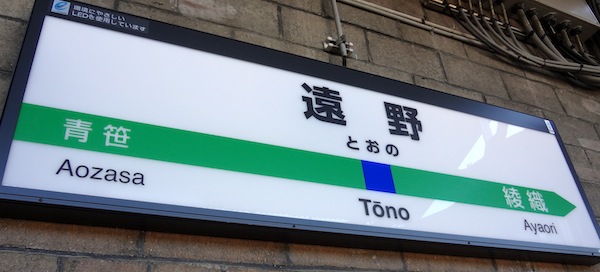 環境にやさしい
LEDを使用しています
遠野
とおの
青笹
綾織
Aozasa
Tōno
Ayaori